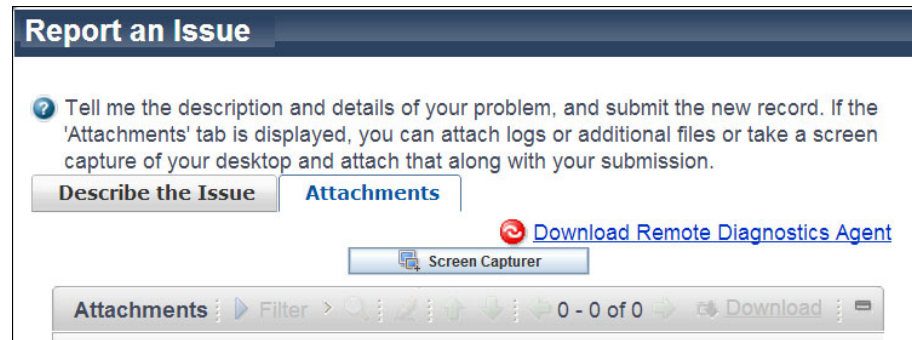 Report an Issue
Tell me the description and details of your problem, and submit the new record. If the
'Attachments' tab is displayed, you can attach logs or additional files or take a screen
capture of your desktop and attach that along with your submission.
Describe the Issue Attachments
Download Remote Diagnostics Agent
Screen Capturer
Attachments Filter 0 - 0 of 0 Download